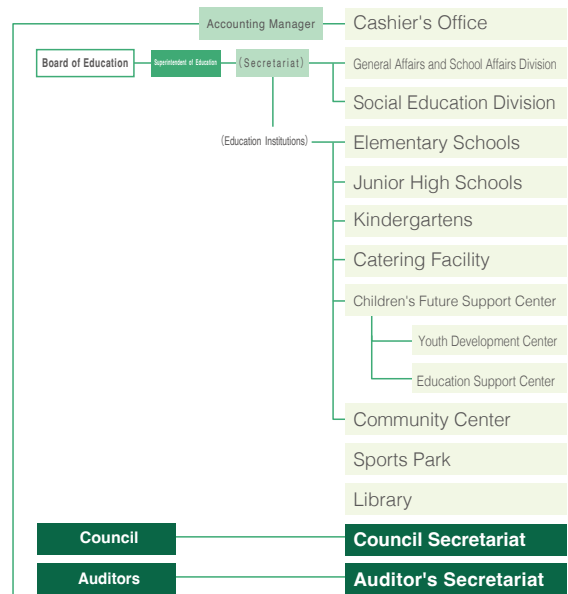 Accounting Manager
Cashier's Office
Board of Education
Superintendent of Education
(Secretariat)
General Affairs and School Affairs Division
Social Education Division
(Education Institutions)
Elementary Schools
Junior High Schools
Kindergartens
Catering Facility
Children's Future Support Center
Youth Development Center
Education Support Center
Community Center
Sports Park
Library
Council
Council Secretariat
Auditors
Auditor's Secretariat